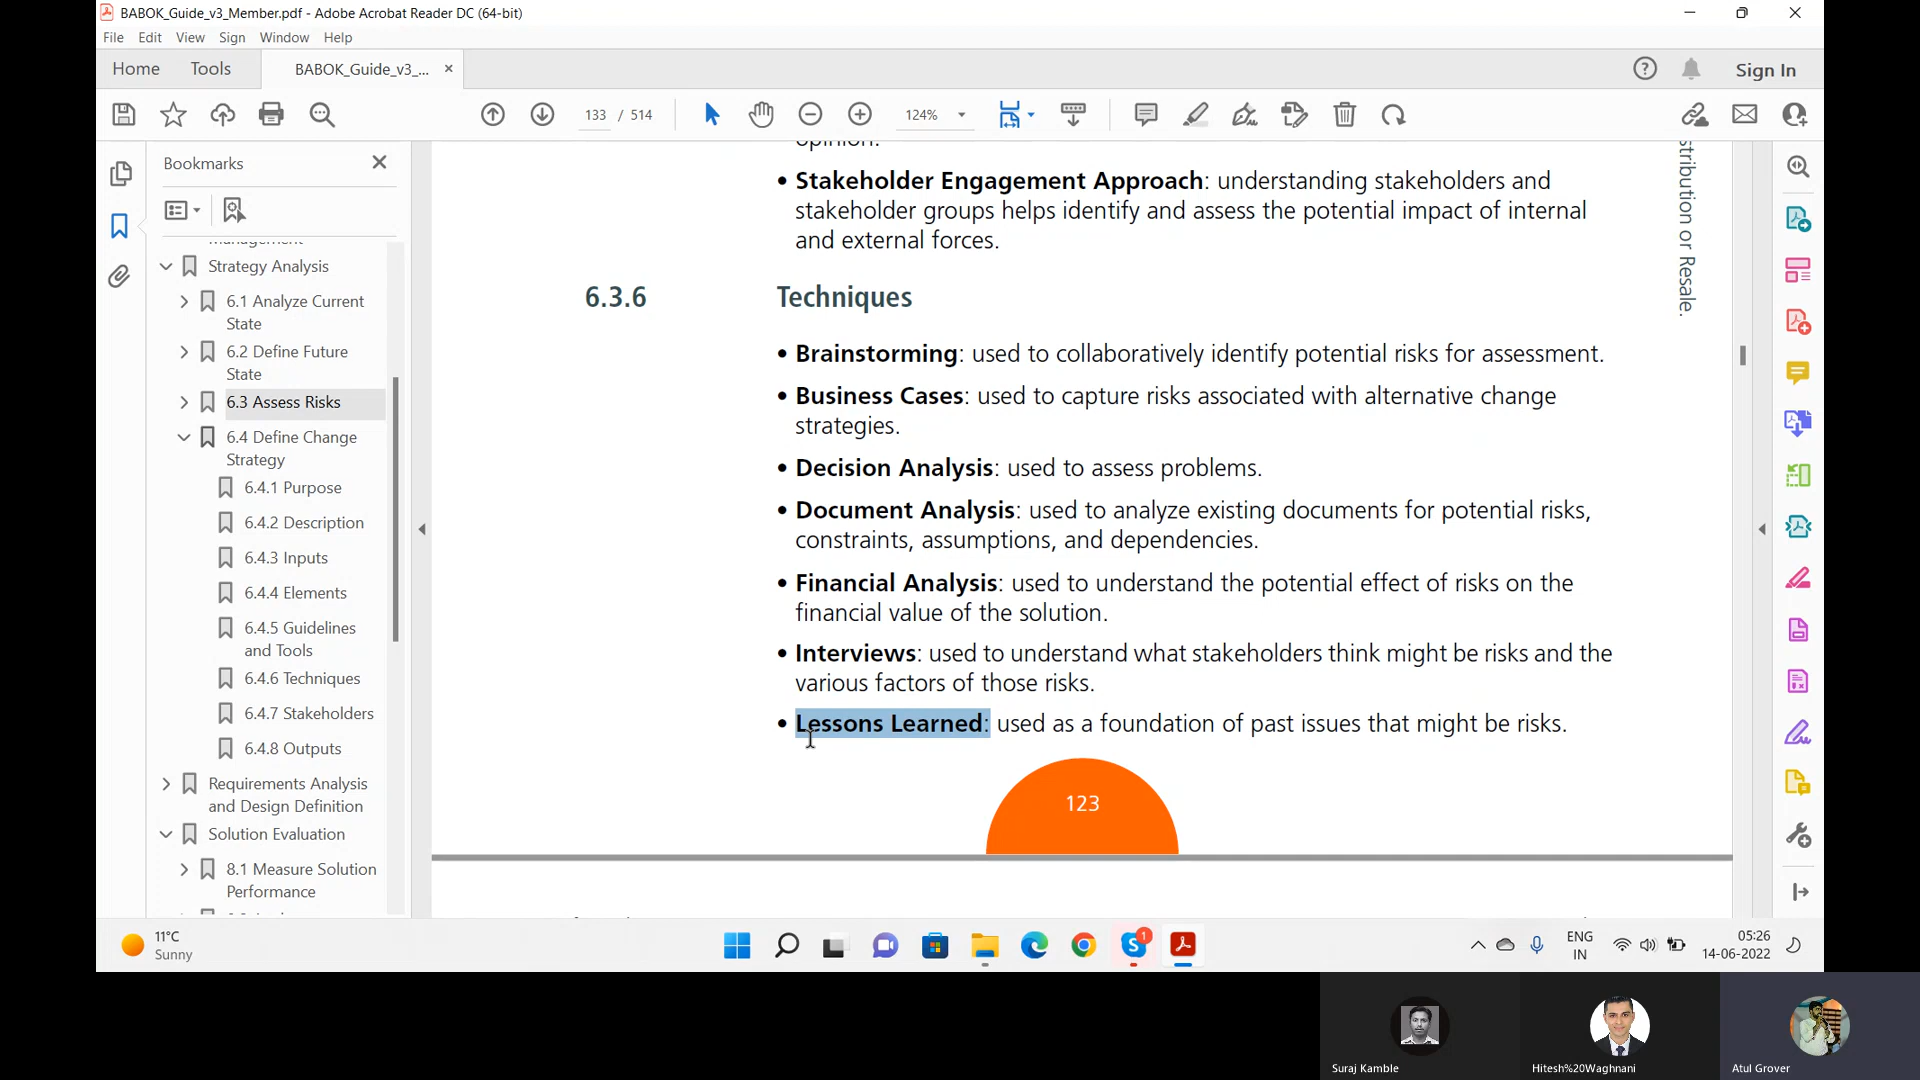 BABOK_Guide_v3_Member.pdf - Adobe Acrobat Reader DC (64-bit)
File Edit View Sign Window Help
Home Tools BABOK_Guide_v3_... × Sign In
133 / 514 124%
Bookmarks
Management
Strategy Analysis
6.1 Analyze Current
State
6.2 Define Future
State
6.3 Assess Risks
6.4 Define Change
Strategy
6.4.1 Purpose
6.4.2 Description
6.4.3 Inputs
6.4.4 Elements
6.4.5 Guidelines
and Tools
6.4.6 Techniques
6.4.7 Stakeholders
6.4.8 Outputs
Requirements Analysis
and Design Definition
Solution Evaluation
8.1 Measure Solution
Performance
opinion.
• Stakeholder Engagement Approach: understanding stakeholders and
stakeholder groups helps identify and assess the potential impact of internal
and external forces.
6.3.6 Techniques
• Brainstorming: used to collaboratively identify potential risks for assessment.
• Business Cases: used to capture risks associated with alternative change
strategies.
• Decision Analysis: used to assess problems.
• Document Analysis: used to analyze existing documents for potential risks,
constraints, assumptions, and dependencies.
• Financial Analysis: used to understand the potential effect of risks on the
financial value of the solution.
• Interviews: used to understand what stakeholders think might be risks and the
various factors of those risks.
• Lessons Learned: used as a foundation of past issues that might be risks.
123
stribution or Resale.
11°C
Sunny
1
ENG
IN
05:26
14-06-2022
Suraj Kamble
Hitesh%20Waghnani
Atul Grover